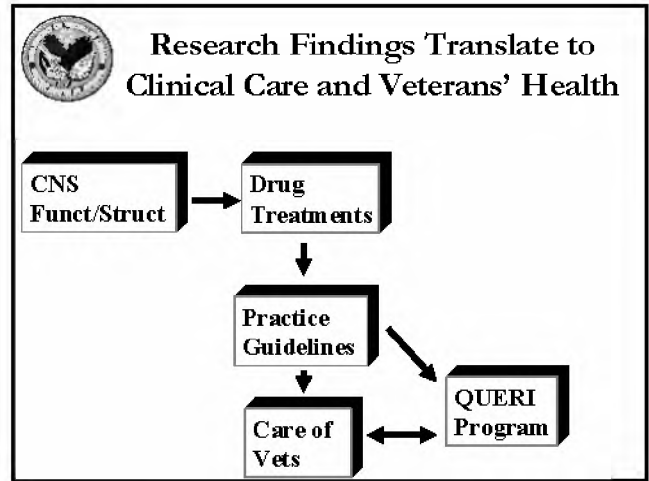 Research Findings Translate to
Clinical Care and Veterans' Health
CNS
Funct/Struct
Drug
Treatments
Practice
Guidelines
QUERI
Program
Care of
Vets